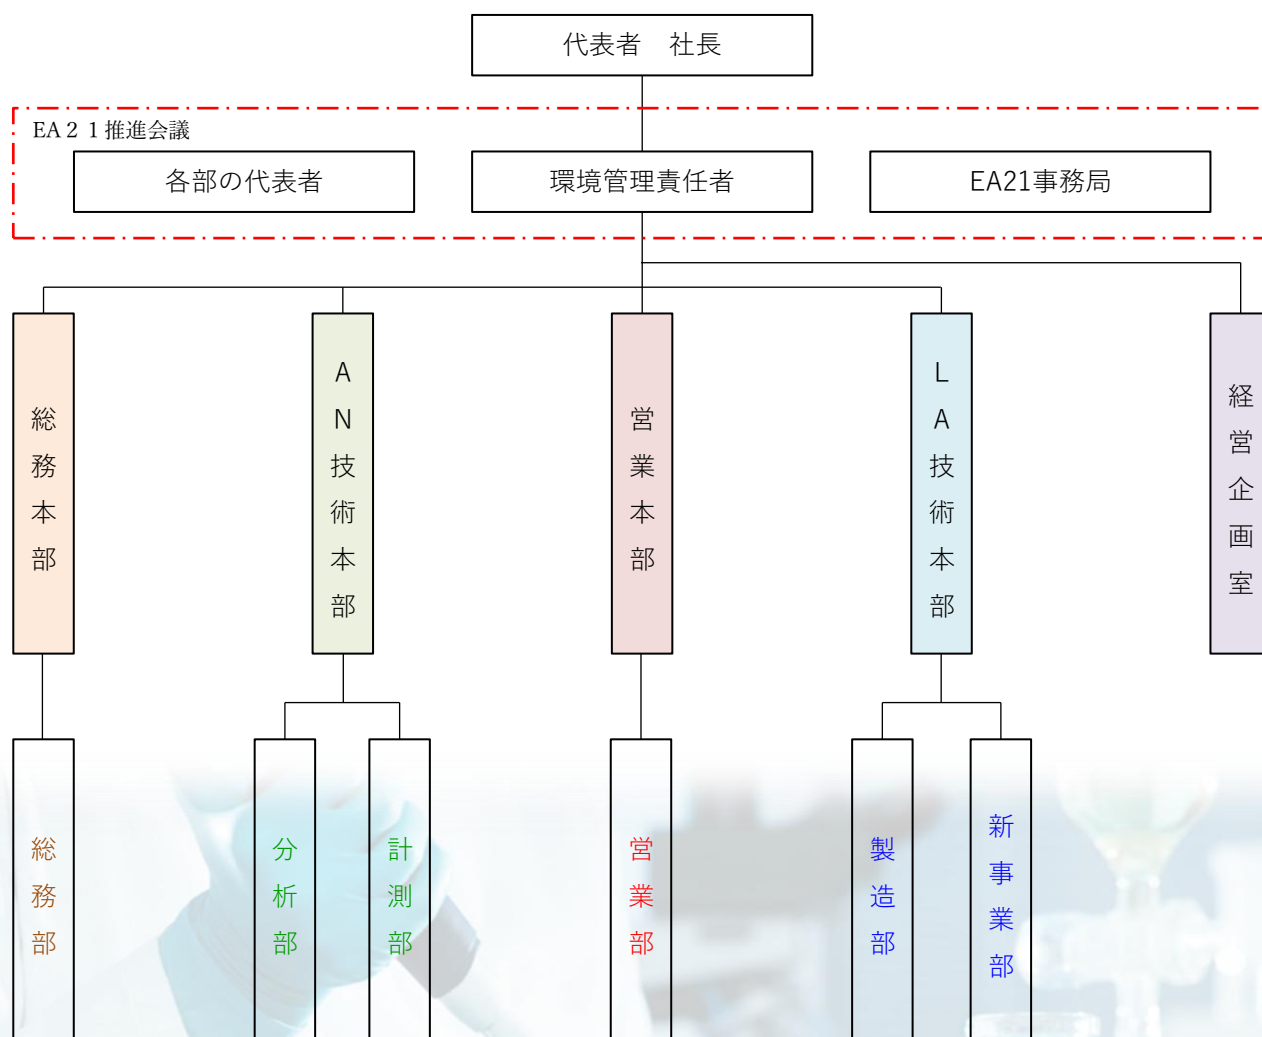 代表者　社長
EA２１推進会議
各部の代表者
環境管理責任者
EA21事務局
総務本部
AN技術本部
営業本部
LA技術本部
経営企画室
総務部
分析部
計測部
営業部
製造部
新事業部